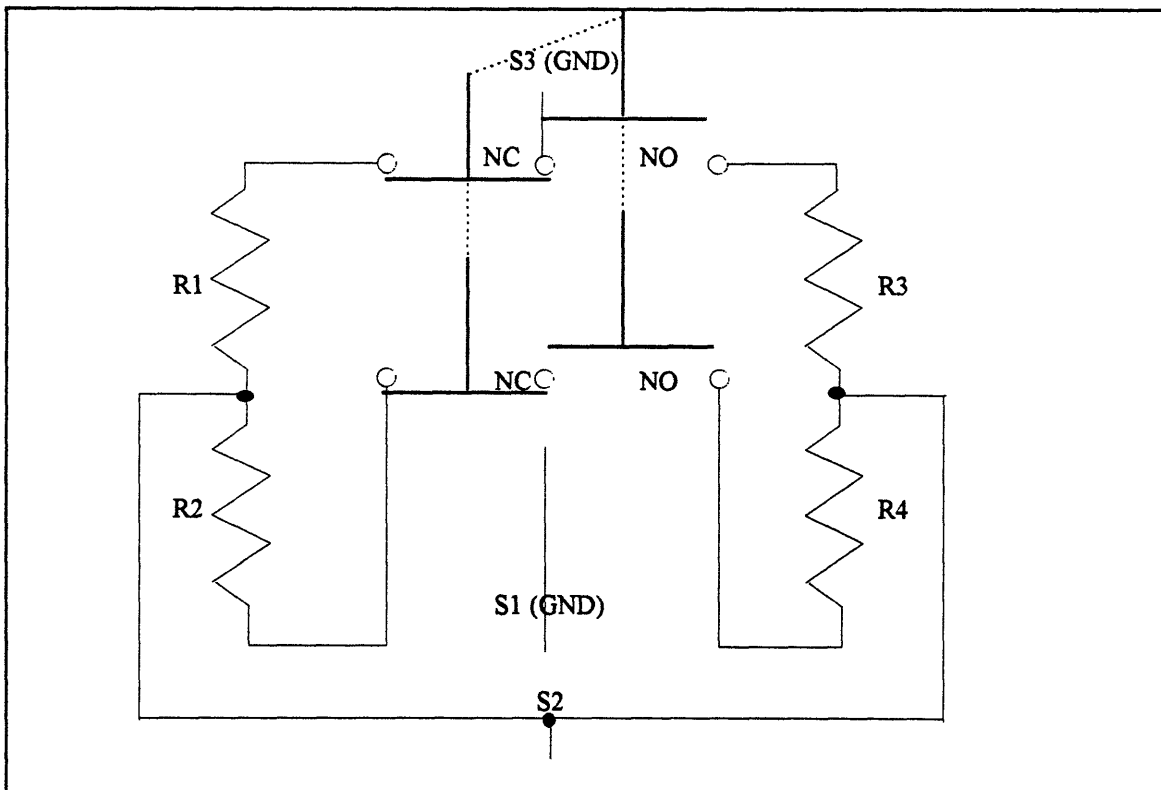 S3 (GND)
NC
NO
R1
R3
NC
NO
R2
R4
S1 (GND)
S2